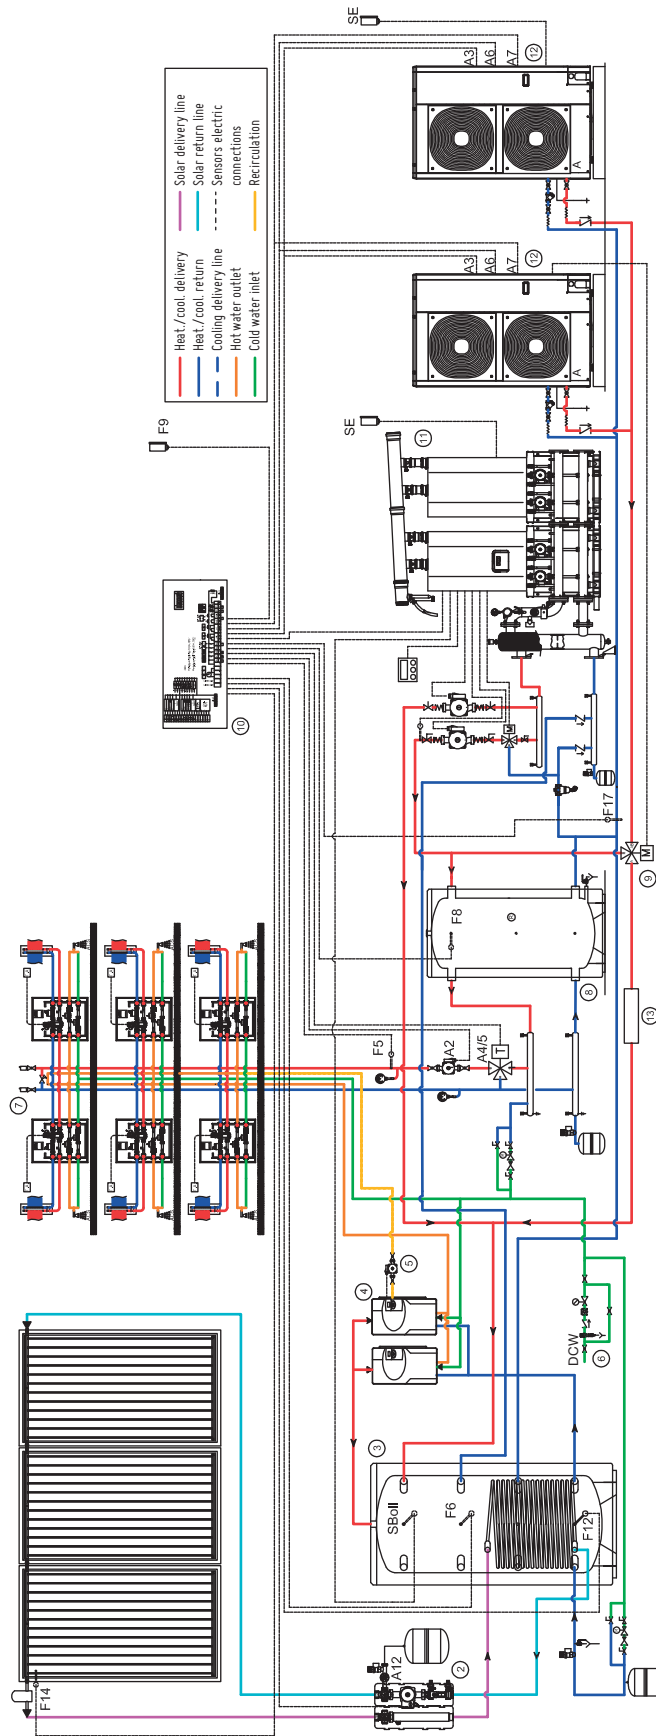 SE
A3
A6
A7
12
A
Heat./cool. delivery
Heat./cool. return
Cooling delivery line
Hot water outlet
Cold water inlet
Solar delivery line
Solar return line
Sensors electric
connections
Recirculation
A3
A6
A7
12
A
F9
SE
11
10
M
F17
M
9
F8
8
13
7
F5
A2
T
A4/5
5
4
DCW
6
3
SBoll
F6
F12
F14
A12
2